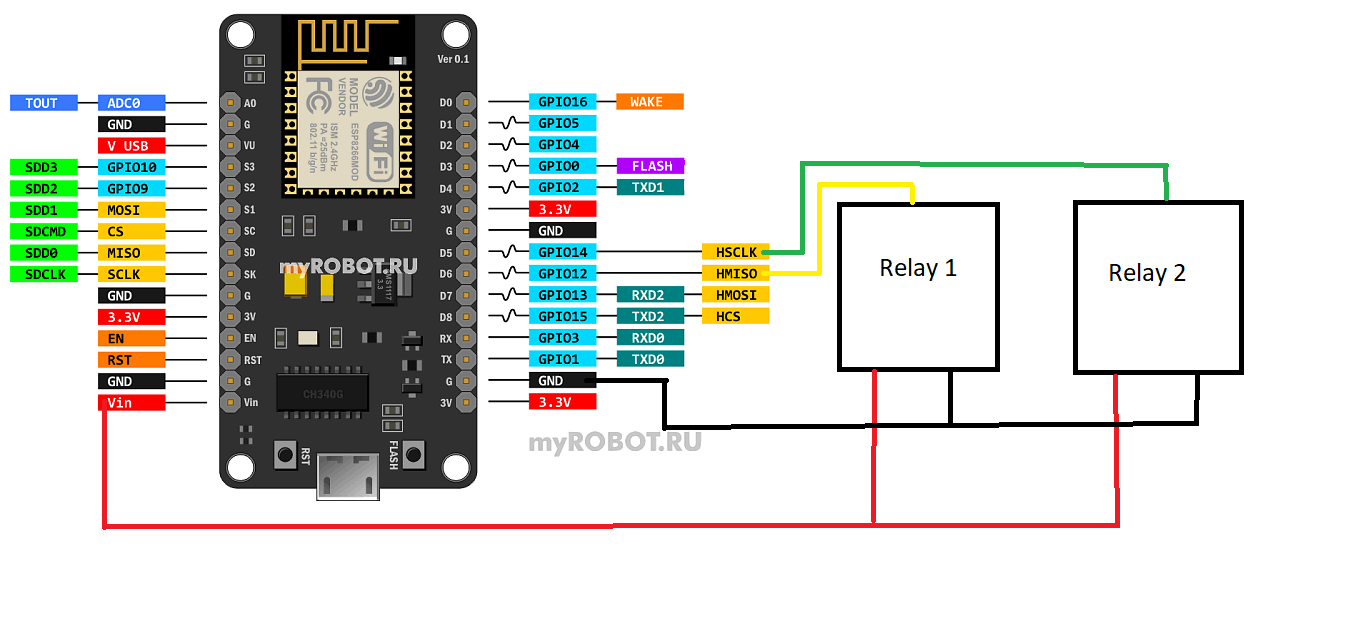 Ver 0.1
MODEL
VENDOR
ESP8266MOD
ISM 2.4GHz
PA +25dBm
802.11 b/g/n
FC
Wi Fi
TOUT ADC0 A0 D0 GPIO16 WAKE
GND G D1 GPIO5
V USB VU D2 GPIO4
SDD3 GPIO10 S3 D3 GPIO0 FLASH
SDD2 GPIO9 S2 D4 GPIO2 TXD1
SDD1 MOSI S1 3V 3.3V
SDCMD CS SC G GND
SDD0 MISO SD D5 GPIO14 HSCLK
SDCLK SCLK SK D6 GPIO12 HMISO
GND G D7 GPIO13 RXD2 HMOSI
3.3V 3V D8 GPIO15 TXD2 HCS
EN EN RX GPIO3 RXD0
RST RST TX GPIO1 TXD0
GND G G GND
Vin Vin 3V 3.3V
myROBOT.RU
CH340G
RST
FLASH
myROBOT.RU
Relay 1
Relay 2